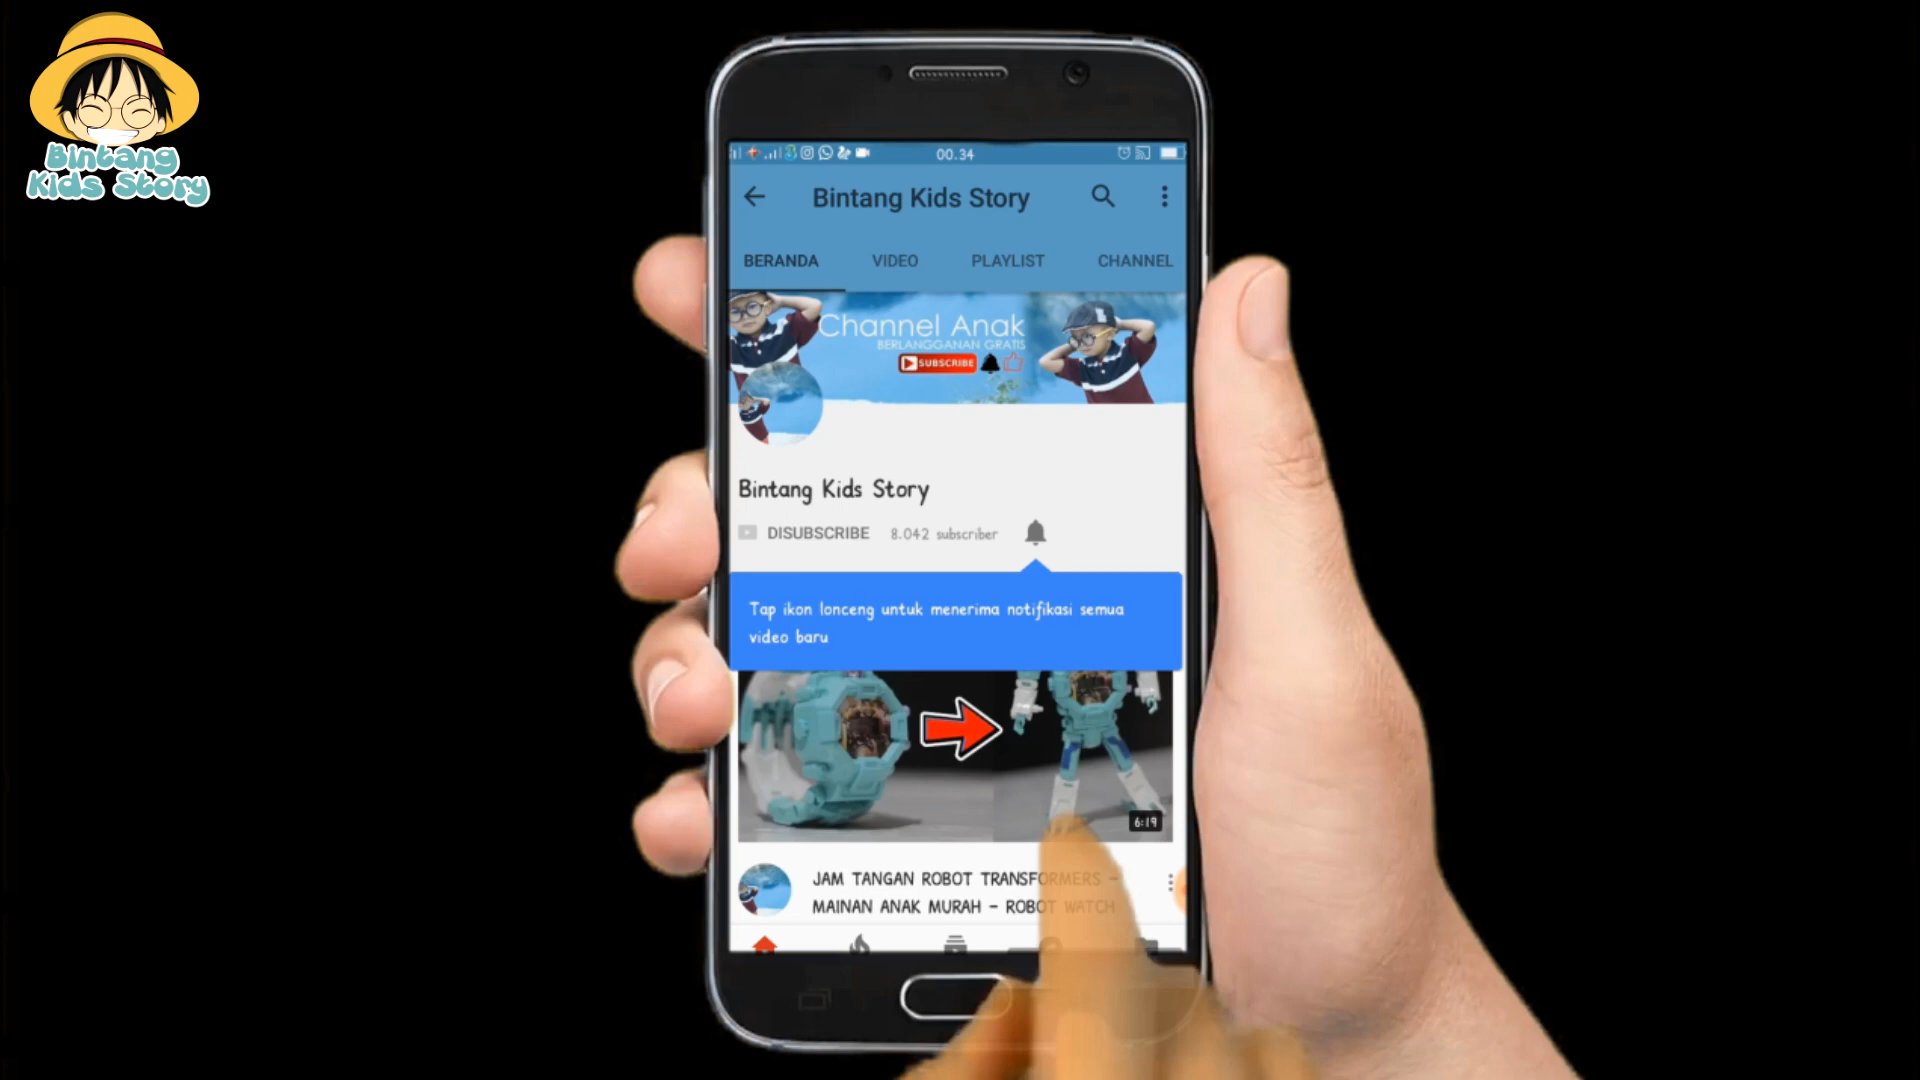 Bintang
Kids Story
00.34
Bintang Kids Story
BERANDA VIDEO PLAYLIST CHANNEL
Channel Anak
BERLANGGANAN GRATIS
SUBSCRIBE
Bintang Kids Story
DISUBSCRIBE 8.042 subscriber
Tap ikon lonceng untuk menerima notifikasi semua
video baru
6:19
JAM TANGAN ROBOT TRANSFORMERS –
MAINAN ANAK MURAH – ROBOT WATCH